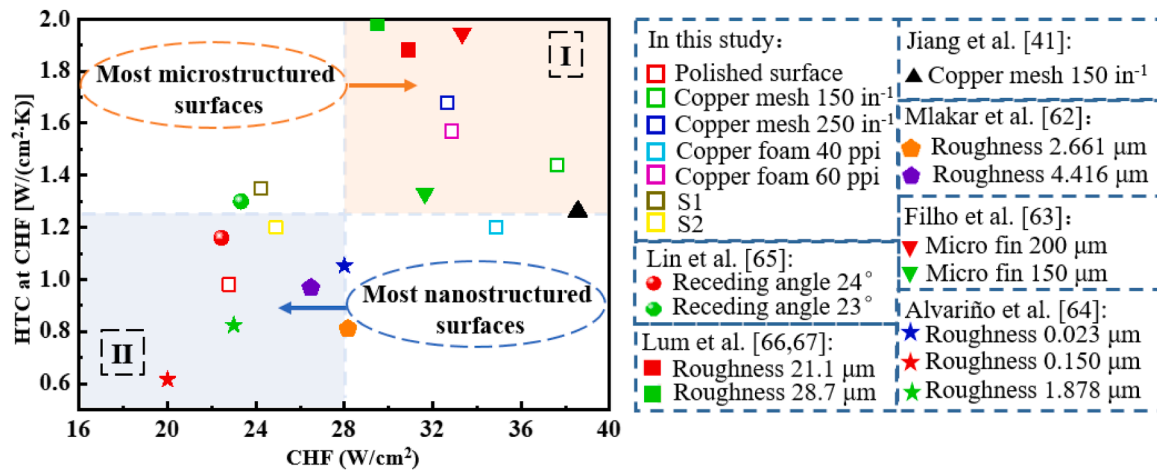 2.0
1.8
1.6
1.4
1.2
1.0
0.8
0.6
HTC at CHF [W/(cm²·K)]
16 20 24 28 32 36 40
CHF (W/cm²)
Most microstructured
surfaces
I
Most nanostructured
surfaces
II
In this study:
Polished surface
Copper mesh 150 in⁻¹
Copper mesh 250 in⁻¹
Copper foam 40 ppi
Copper foam 60 ppi
S1
S2
Lin et al. [65]:
Receding angle 24°
Receding angle 23°
Lum et al. [66,67]
Roughness 21.1 μm
Roughness 28.7 μm
Jiang et al. [41]:
Copper mesh 150 in⁻¹
Mlakar et al. [62]:
Roughness 2.661 μm
Roughness 4.416 μm
Filho et al. [63]:
Micro fin 200 μm
Micro fin 150 μm
Alvariño et al. [64]:
Roughness 0.023 μm
Roughness 0.150 μm
Roughness 1.878 μm